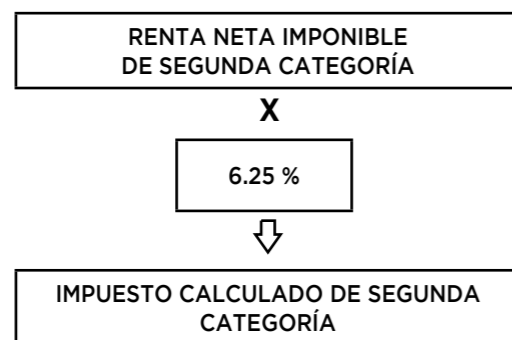 RENTA NETA IMPONIBLE
DE SEGUNDA CATEGORÍA
X
6.25 %
IMPUESTO CALCULADO DE SEGUNDA
CATEGORÍA